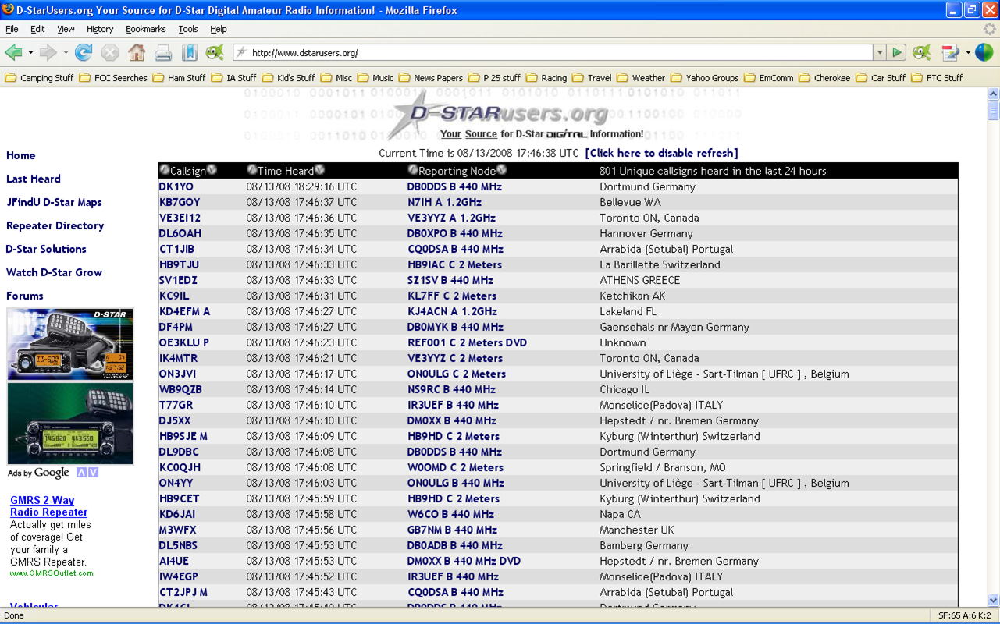 D-StarUsers.org Your Source for D-Star Digital Amateur Radio Information! - Mozilla Firefox
File Edit View History Bookmarks Tools Help
http://www.dstarusers.org/
Camping Stuff FCC Searches Ham Stuff IA Stuff Kid's Stuff Misc Music News Papers P 25 stuff Racing Travel Weather Yahoo Groups EmComm Cherokee Car Stuff FTC Stuff
D-STARusers.org
Your Source for D-Star DIGITAL Information!
Current Time is 08/13/2008 17:46:38 UTC [Click here to disable refresh]
Home
Last Heard
JFindU D-Star Maps
Repeater Directory
D-Star Solutions
Watch D-Star Grow
Forums
D-STAR
146.820 443.550
Ads by Google
GMRS 2-Way
Radio Repeater
Actually get miles
of coverage! Get
your family a
GMRS Repeater.
www.GMRSOutlet.com
Vehicular
Callsign Time Heard Reporting Node 801 Unique callsigns heard in the last 24 hours
DK1YO 08/13/08 18:29:16 UTC DB0DDS B 440 MHz Dortmund Germany
KB7GOY 08/13/08 17:46:37 UTC N7IH A 1.2GHz Bellevue WA
VE3EI12 08/13/08 17:46:36 UTC VE3YYZ A 1.2GHz Toronto ON, Canada
DL6OAH 08/13/08 17:46:35 UTC DB0XPO B 440 MHz Hannover Germany
CT1JIB 08/13/08 17:46:34 UTC CQ0DSA B 440 MHz Arrabida (Setubal) Portugal
HB9TJU 08/13/08 17:46:33 UTC HB9IAC C 2 Meters La Barillette Switzerland
SV1EDZ 08/13/08 17:46:33 UTC SZ1SV B 440 MHz ATHENS GREECE
KC9IL 08/13/08 17:46:31 UTC KL7FF C 2 Meters Ketchikan AK
KD4EFM A 08/13/08 17:46:27 UTC KJ4ACN A 1.2GHz Lakeland FL
DF4PM 08/13/08 17:46:27 UTC DB0MYK B 440 MHz Gaensehals nr Mayen Germany
OE3KLU P 08/13/08 17:46:23 UTC REF001 C 2 Meters DVD Unknown
IK4MTR 08/13/08 17:46:21 UTC VE3YYZ C 2 Meters Toronto ON, Canada
ON3JVI 08/13/08 17:46:17 UTC ON0ULG C 2 Meters University of Liège - Sart-Tilman [ UFRC ] , Belgium
WB9QZB 08/13/08 17:46:14 UTC NS9RC B 440 MHz Chicago IL
T77GR 08/13/08 17:46:10 UTC IR3UEF B 440 MHz Monselice(Padova) ITALY
DJ5XX 08/13/08 17:46:10 UTC DM0XX B 440 MHz Hepstedt / nr. Bremen Germany
HB9SJE M 08/13/08 17:46:09 UTC HB9HD C 2 Meters Kyburg (Winterthur) Switzerland
DL9DBC 08/13/08 17:46:08 UTC DB0DDS B 440 MHz Dortmund Germany
KC0QJH 08/13/08 17:46:08 UTC W0OMD C 2 Meters Springfield / Branson, MO
ON4YY 08/13/08 17:46:03 UTC ON0ULG B 440 MHz University of Liège - Sart-Tilman [ UFRC ] , Belgium
HB9CET 08/13/08 17:45:59 UTC HB9HD C 2 Meters Kyburg (Winterthur) Switzerland
KD6JAI 08/13/08 17:45:58 UTC W6CO B 440 MHz Napa CA
M3WFX 08/13/08 17:45:56 UTC GB7NM B 440 MHz Manchester UK
DL5NBS 08/13/08 17:45:53 UTC DB0ADB B 440 MHz Bamberg Germany
AI4UE 08/13/08 17:45:53 UTC DM0XX B 440 MHz DVD Hepstedt / nr. Bremen Germany
IW4EGP 08/13/08 17:45:52 UTC IR3UEF B 440 MHz Monselice(Padova) ITALY
CT2JPJ M 08/13/08 17:45:43 UTC CQ0DSA B 440 MHz Arrabida (Setubal) Portugal
Done SF:65 A:6 K:2